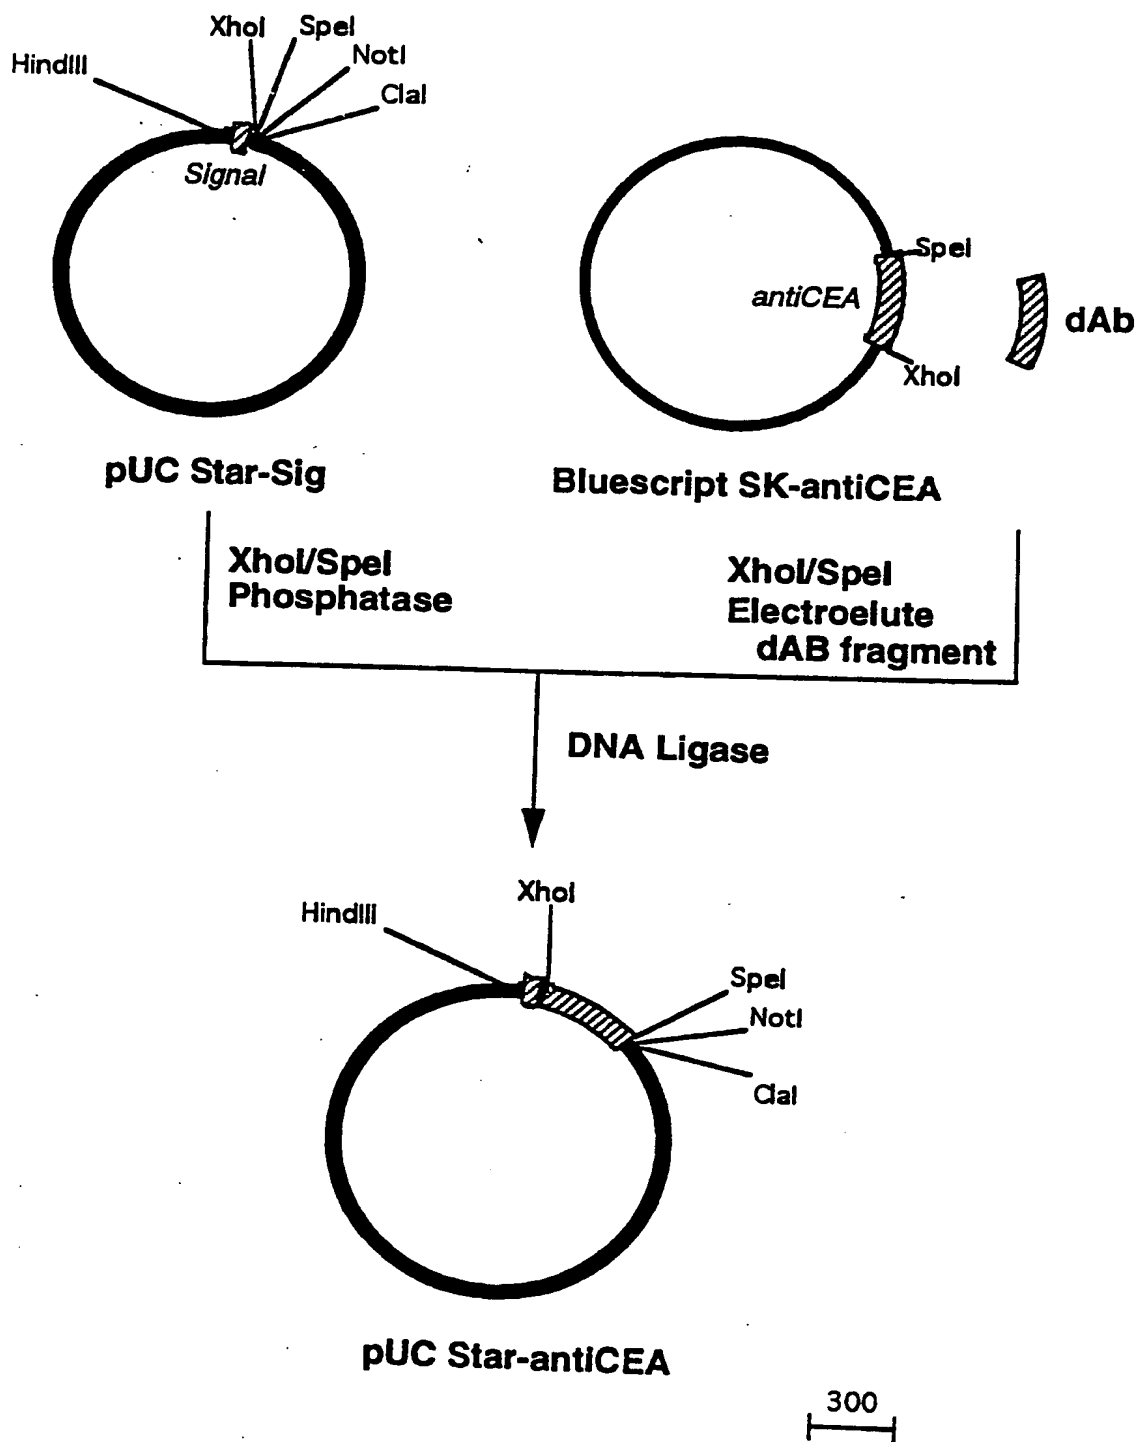 XhoI
SpeI
HindIII
NotI
ClaI
Signal
SpeI
antiCEA
dAb
XhoI
pUC Star-Sig
Bluescript SK-antiCEA
XhoI/SpeI
Phosphatase
XhoI/SpeI
Electroelute
dAB fragment
DNA Ligase
XhoI
HindIII
SpeI
NotI
ClaI
pUC Star-antiCEA
300